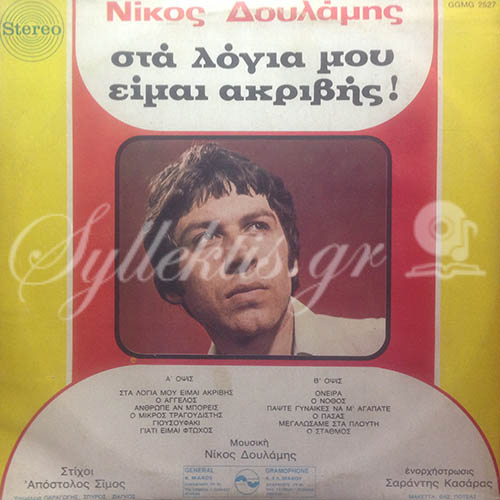 Stereo
Νίκος Δουλάμης
GGMG 2527
στά λόγια μου
είμαι ακριβής!
Syllektis.gr
Α' ΟΨΙΣ
ΣΤΑ ΛΟΓΙΑ ΜΟΥ ΕΙΜΑΙ ΑΚΡΙΒΗΣ
Ο ΑΓΓΕΛΟΣ
ΑΝΘΡΩΠΕ ΑΝ ΜΠΟΡΕΙΣ
Ο ΜΙΚΡΟΣ ΤΡΑΓΟΥΔΙΣΤΗΣ
ΓΙΟΥΣΟΥΦΑΚΙ
ΓΙΑΤΙ ΕΙΜΑΙ ΦΤΩΧΟΣ
Β' ΟΨΙΣ
ΟΝΕΙΡΑ
Ο ΝΟΘΟΣ
ΠΑΨΤΕ ΓΥΝΑΙΚΕΣ ΝΑ Μ' ΑΓΑΠΑΤΕ
Ο ΠΑΣΑΣ
ΜΕΓΑΛΩΣΑΜΕ ΣΤΑ ΠΛΟΥΤΗ
Ο ΣΤΑΘΜΟΣ
Μουσική
Νίκος Δουλάμης
Στίχοι
Ἀπόστολος Σίμος
ἐνορχήστρωσις
Σαράντης Κασάρας
GENERAL
GRAMOPHONE